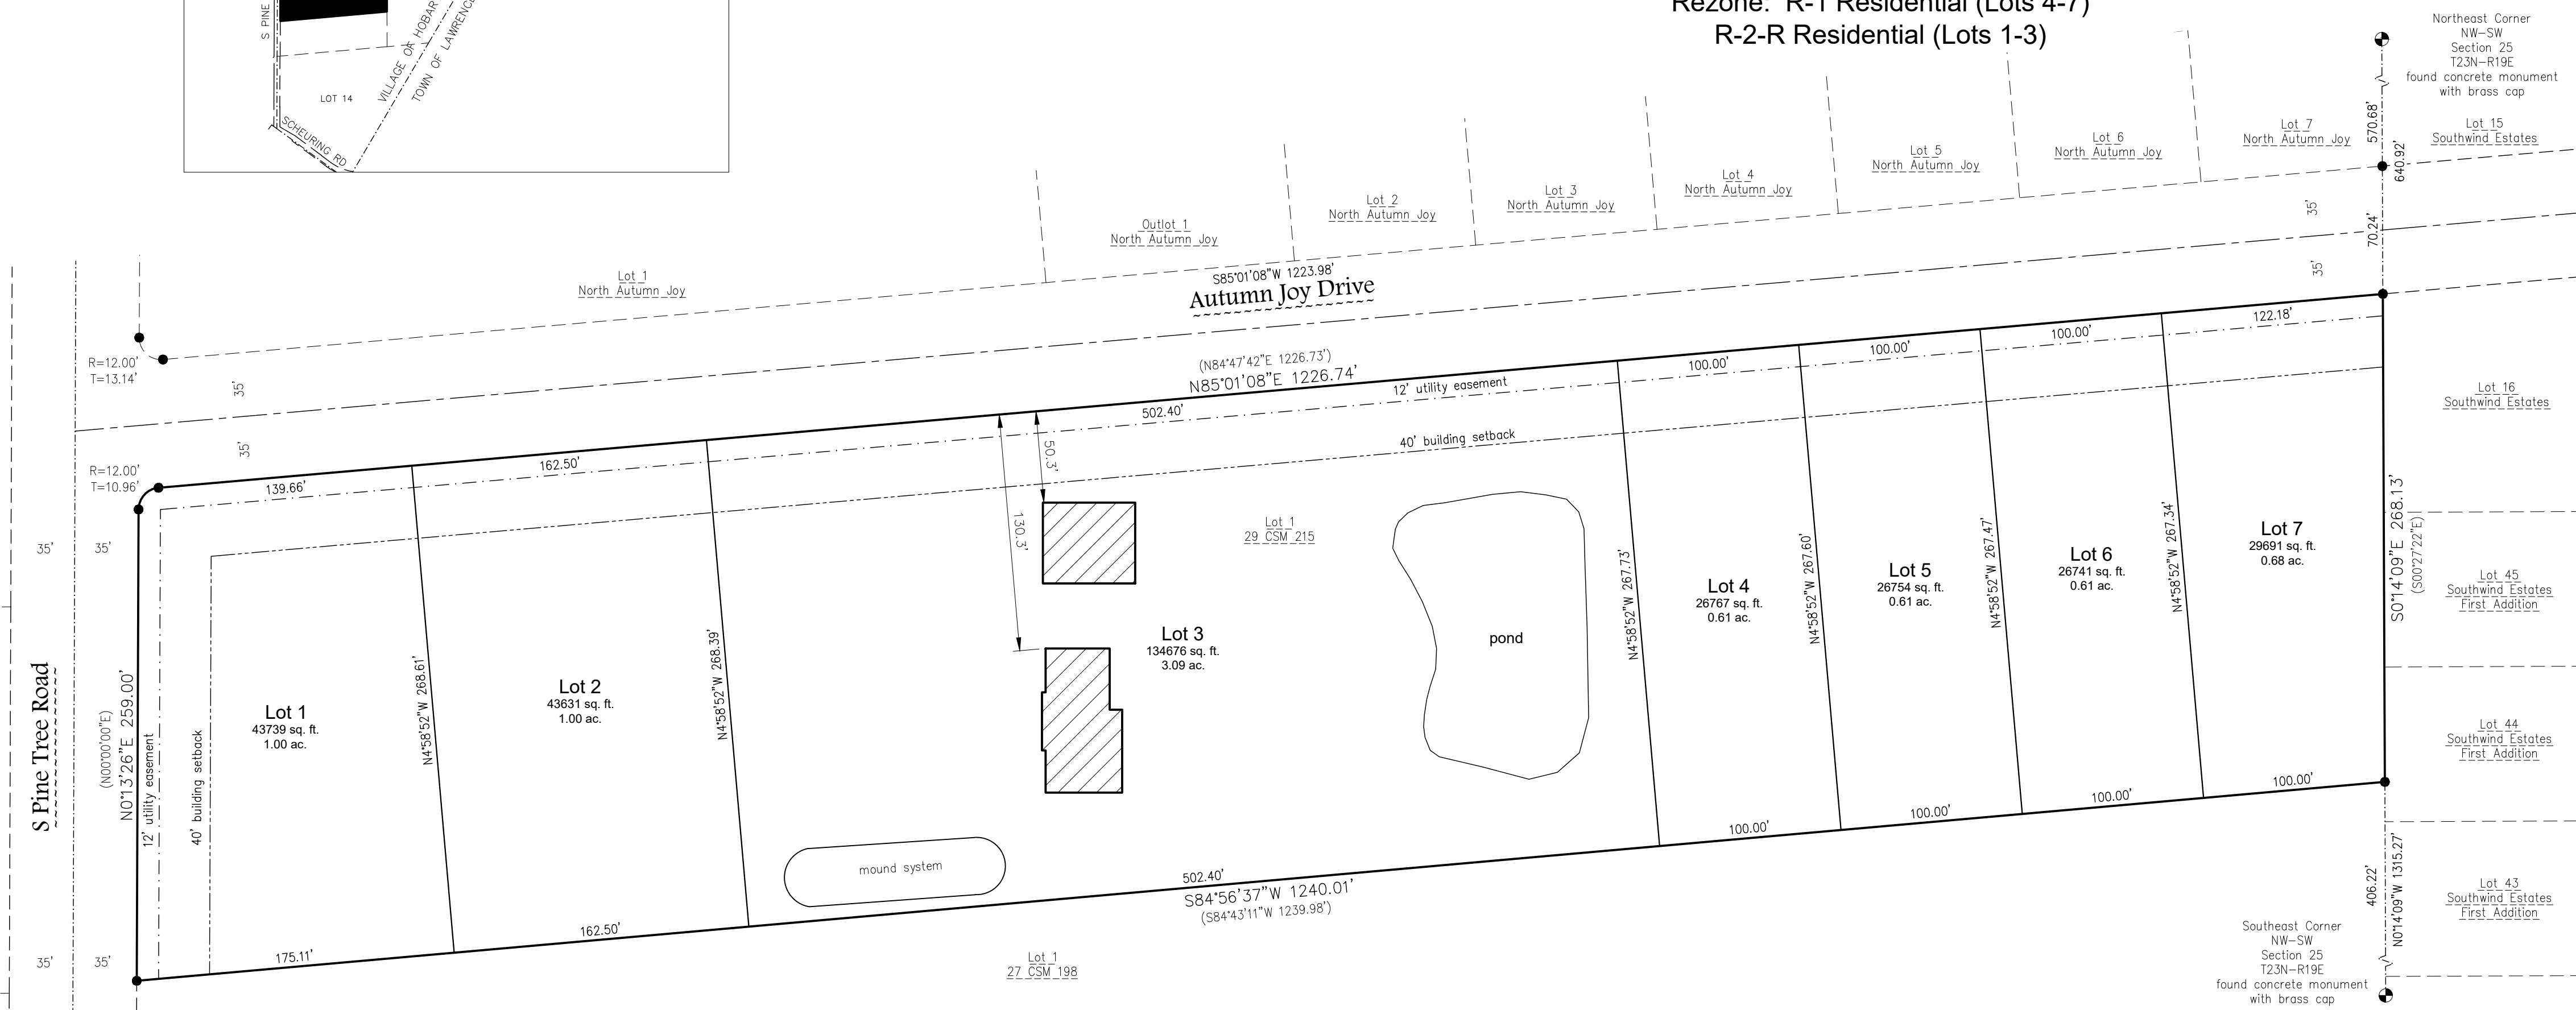 S PINE
VILLAGE OF HOBAR
TOWN OF LAWRENCE
LOT 14
SCHEURING RD
Rezone: R-1 Residential (Lots 4-7)
R-2-R Residential (Lots 1-3)
Northeast Corner
NW-SW
Section 25
T23N-R19E
found concrete monument
with brass cap
570.68'
640.92'
70.24'
35'
35'
Lot 15
Southwind Estates
Lot 7
North Autumn Joy
Lot 6
North Autumn Joy
Lot 5
North Autumn Joy
Lot 4
North Autumn Joy
Lot 3
North Autumn Joy
Lot 2
North Autumn Joy
Outlot 1
North Autumn Joy
Lot 1
North Autumn Joy
S85°01'08"W 1223.98'
Autumn Joy Drive
R=12.00'
T=13.14'
35'
35'
(N84°47'42"E 1226.73')
N85°01'08"E 1226.74'
R=12.00'
T=10.96'
139.66'
162.50'
502.40'
12' utility easement
100.00'
100.00'
100.00'
122.18'
40' building setback
50.3'
130.3'
Lot 1
29 CSM 215
35'
35'
S Pine Tree Road
(N00°00'00"E)
N0°13'26"E 259.00'
12' utility easement
40' building setback
Lot 1
43739 sq. ft.
1.00 ac.
N4°58'52"W 268.61'
Lot 2
43631 sq. ft.
1.00 ac.
N4°58'52"W 268.39'
Lot 3
134676 sq. ft.
3.09 ac.
pond
N4°58'52"W 267.73'
Lot 4
26767 sq. ft.
0.61 ac.
N4°58'52"W 267.60'
Lot 5
26754 sq. ft.
0.61 ac.
N4°58'52"W 267.47'
Lot 6
26741 sq. ft.
0.61 ac.
N4°58'52"W 267.34'
Lot 7
29691 sq. ft.
0.68 ac.
S0°14'09"E 268.13'
(S00°27'22"E)
Lot 16
Southwind Estates
Lot 45
Southwind Estates
First Addition
Lot 44
Southwind Estates
First Addition
Lot 43
Southwind Estates
First Addition
mound system
35'
35'
175.11'
162.50'
502.40'
S84°56'37"W 1240.01'
(S84°43'11"W 1239.98')
100.00'
100.00'
100.00'
100.00'
Lot 1
27 CSM 198
406.22'
N0°14'09"W 1315.27'
Southeast Corner
NW-SW
Section 25
T23N-R19E
found concrete monument
with brass cap